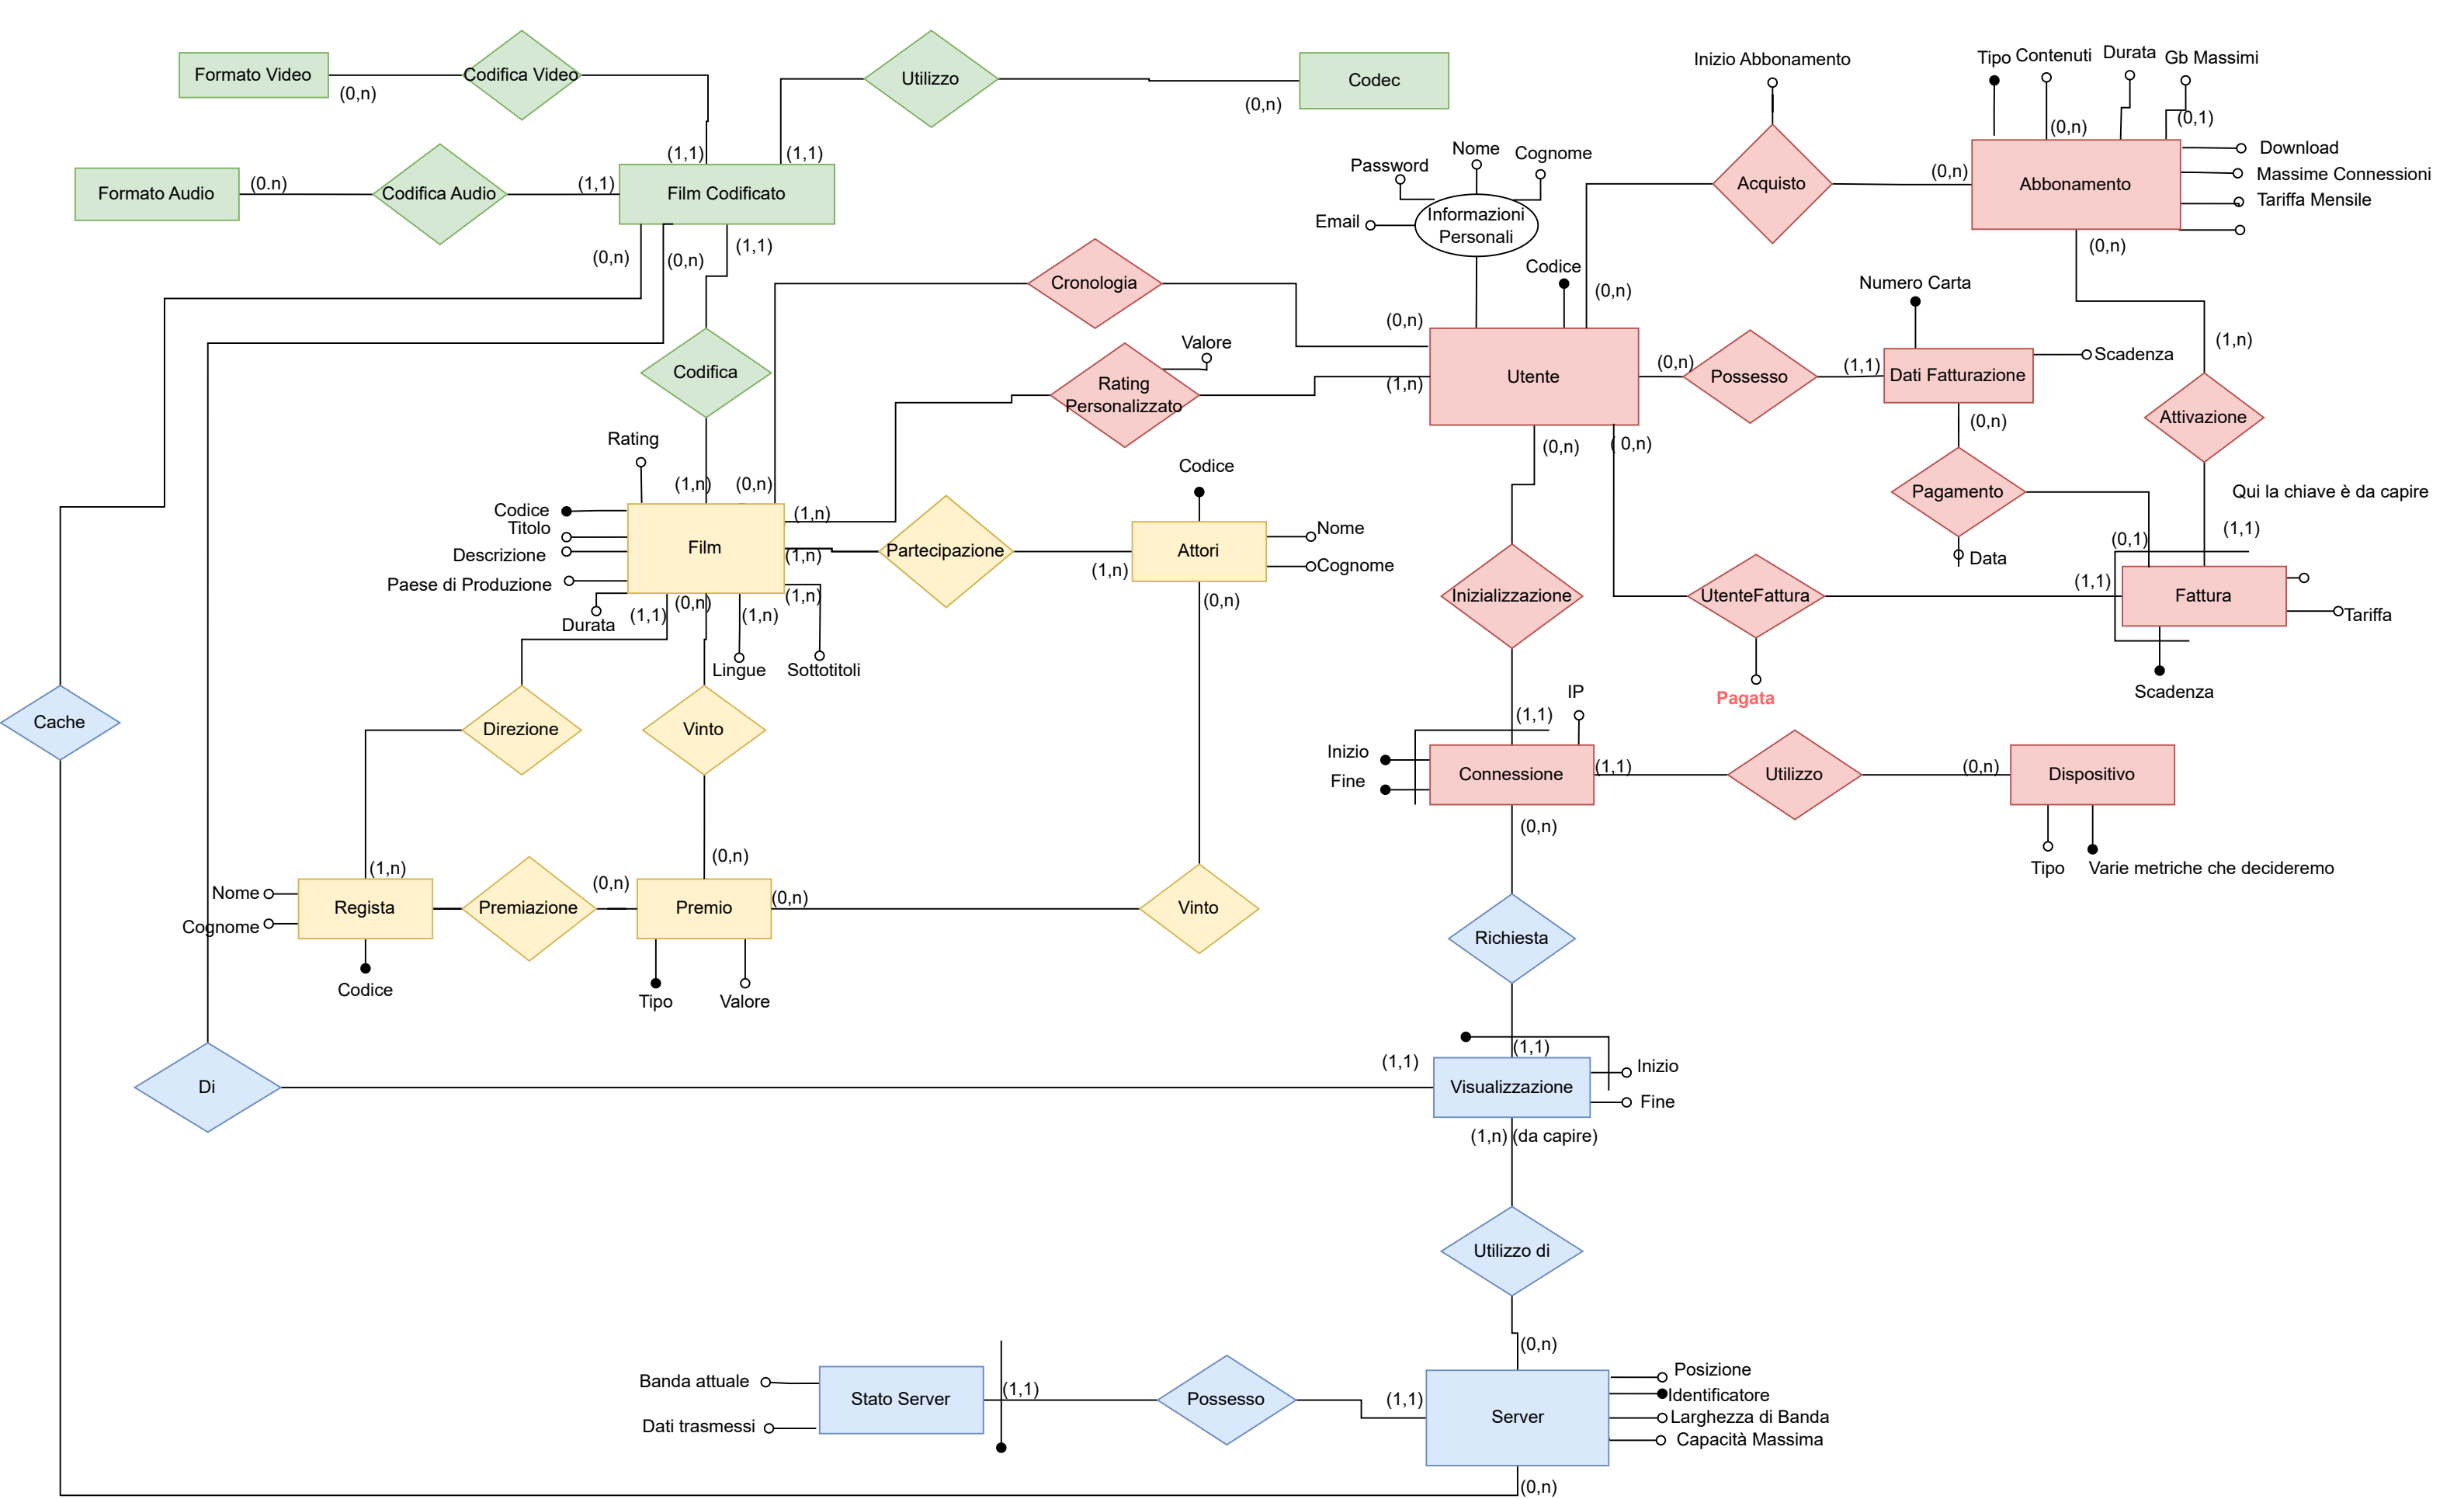 Formato Video
(0,n)
Codifica Video
Utilizzo
Codec
(0,n)
Inizio Abbonamento
Tipo
Contenuti
Durata
Gb Massimi
(0,n)
(0,1)
Download
Massime Connessioni
Tariffa Mensile
Abbonamento
(0,n)
(0,n)
Acquisto
Password
Nome
Cognome
Email
Informazioni
Personali
Codice
(0,n)
(1,1)
(1,1)
Formato Audio
(0.n)
Codifica Audio
(1,1)
Film Codificato
(0,n)
(0,n)
(1,1)
Cronologia
(0,n)
Numero Carta
(1,n)
Codifica
Valore
Rating
Personalizzato
(1,n)
Utente
(0,n)
Possesso
(1,1)
Dati Fatturazione
Scadenza
(0,n)
Attivazione
Rating
(1,n)
(0,n)
Codice
(0,n)
( 0,n)
Pagamento
Qui la chiave è da capire
Codice
Titolo
Descrizione
Paese di Produzione
Durata
Film
(1,n)
(1,n)
(1,n)
Partecipazione
(1,n)
Attori
Nome
Cognome
(0,n)
Data
(0,1)
(1,1)
(1,1)
Inizializzazione
UtenteFattura
Fattura
Tariffa
Scadenza
Pagata
(1,1)
(0,n)
(1,n)
Lingue
Sottotitoli
Cache
Direzione
Vinto
IP
(1,1)
Inizio
Fine
Connessione
(1,1)
Utilizzo
(0,n)
Dispositivo
(0,n)
Tipo
Varie metriche che decideremo
(1,n)
(0,n)
Nome
Cognome
Regista
Premiazione
(0,n)
Premio
(0,n)
Vinto
Codice
Tipo
Valore
Richiesta
Di
(1,1)
(1,1)
Visualizzazione
Inizio
Fine
(1,n) (da capire)
Utilizzo di
(0,n)
Banda attuale
Dati trasmessi
Stato Server
(1,1)
Possesso
(1,1)
Server
Posizione
Identificatore
Larghezza di Banda
Capacità Massima
(0,n)